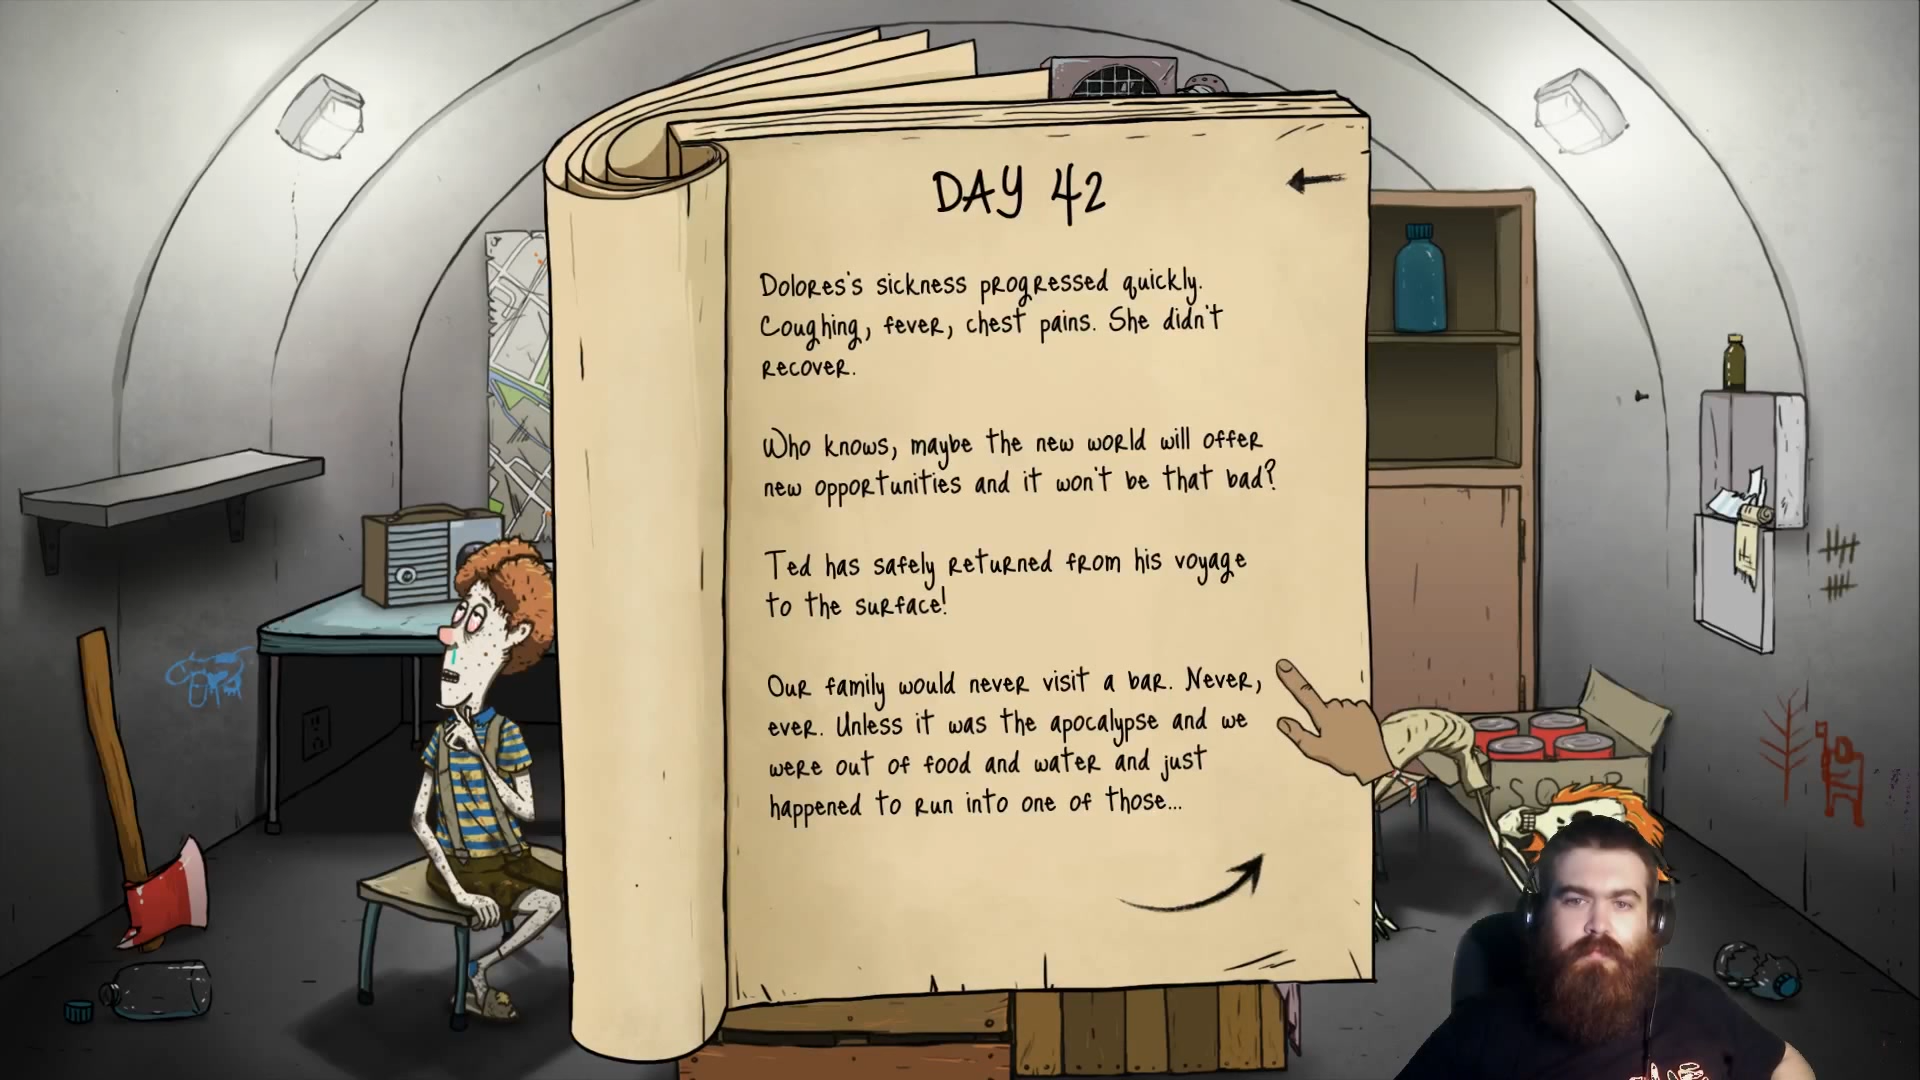 DAY 42
Dolores's sickness progressed quickly.
Coughing, fever, chest pains. She didn't
recover.
Who knows, maybe the new world will offer
new opportunities and it won't be that bad?
Ted has safely returned from his voyage
to the surface!
Our family would never visit a bar. Never,
ever. Unless it was the apocalypse and we
were out of food and water and just
happened to run into one of those...
SOUP